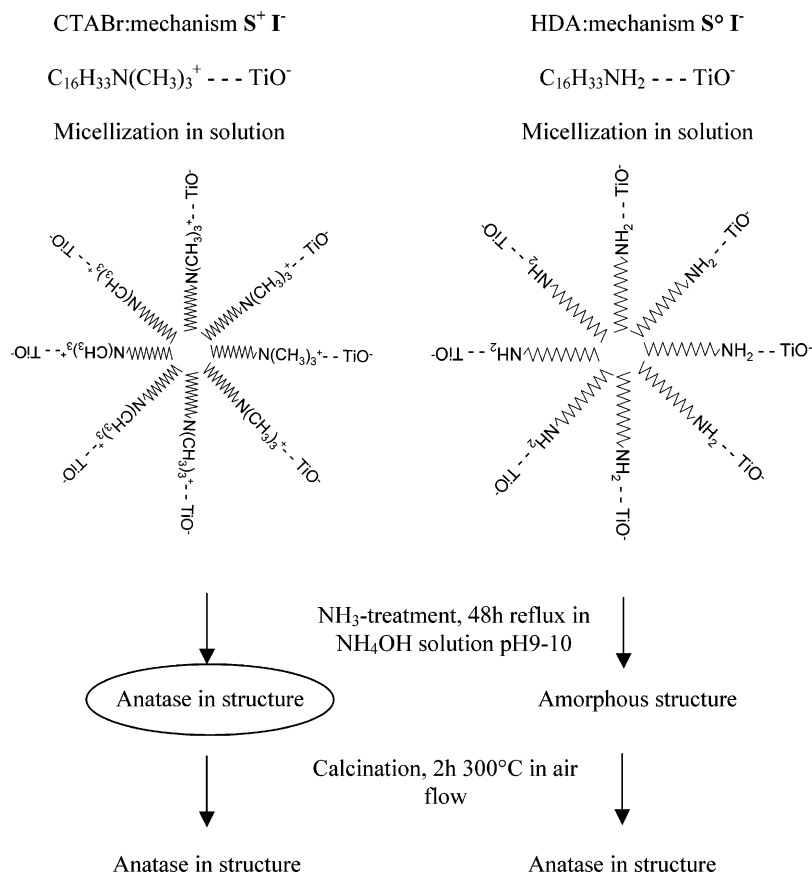 CTABr:mechanism S⁺ I⁻
HDA:mechanism S° I⁻
C₁₆H₃₃N(CH₃)₃⁺ - - - TiO⁻
C₁₆H₃₃NH₂ - - - TiO⁻
Micellization in solution
Micellization in solution
N(CH₃)₃⁺---TiO⁻
N(CH₃)₃⁺---TiO⁻
N(CH₃)₃⁺---TiO⁻
N(CH₃)₃⁺---TiO⁻
N(CH₃)₃⁺---TiO⁻
N(CH₃)₃⁺---TiO⁻
N(CH₃)₃⁺---TiO⁻
N(CH₃)₃⁺---TiO⁻
NH₂---TiO⁻
NH₂---TiO⁻
NH₂---TiO⁻
NH₂---TiO⁻
NH₂---TiO⁻
NH₂---TiO⁻
NH₂---TiO⁻
NH₂---TiO⁻
NH₃-treatment, 48h reflux in
NH₄OH solution pH9-10
Anatase in structure
Amorphous structure
Calcination, 2h 300°C in air
flow
Anatase in structure
Anatase in structure